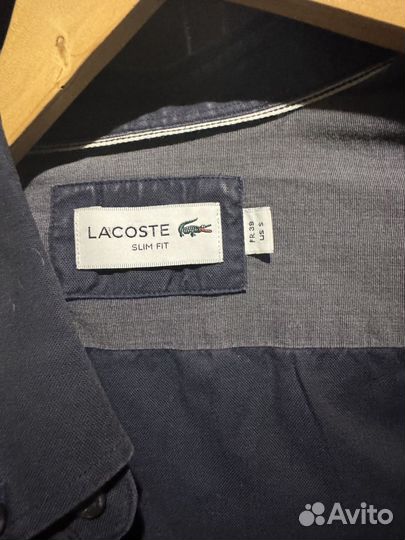 LACOSTE
SLIM FIT
FR 39
US S
Avito